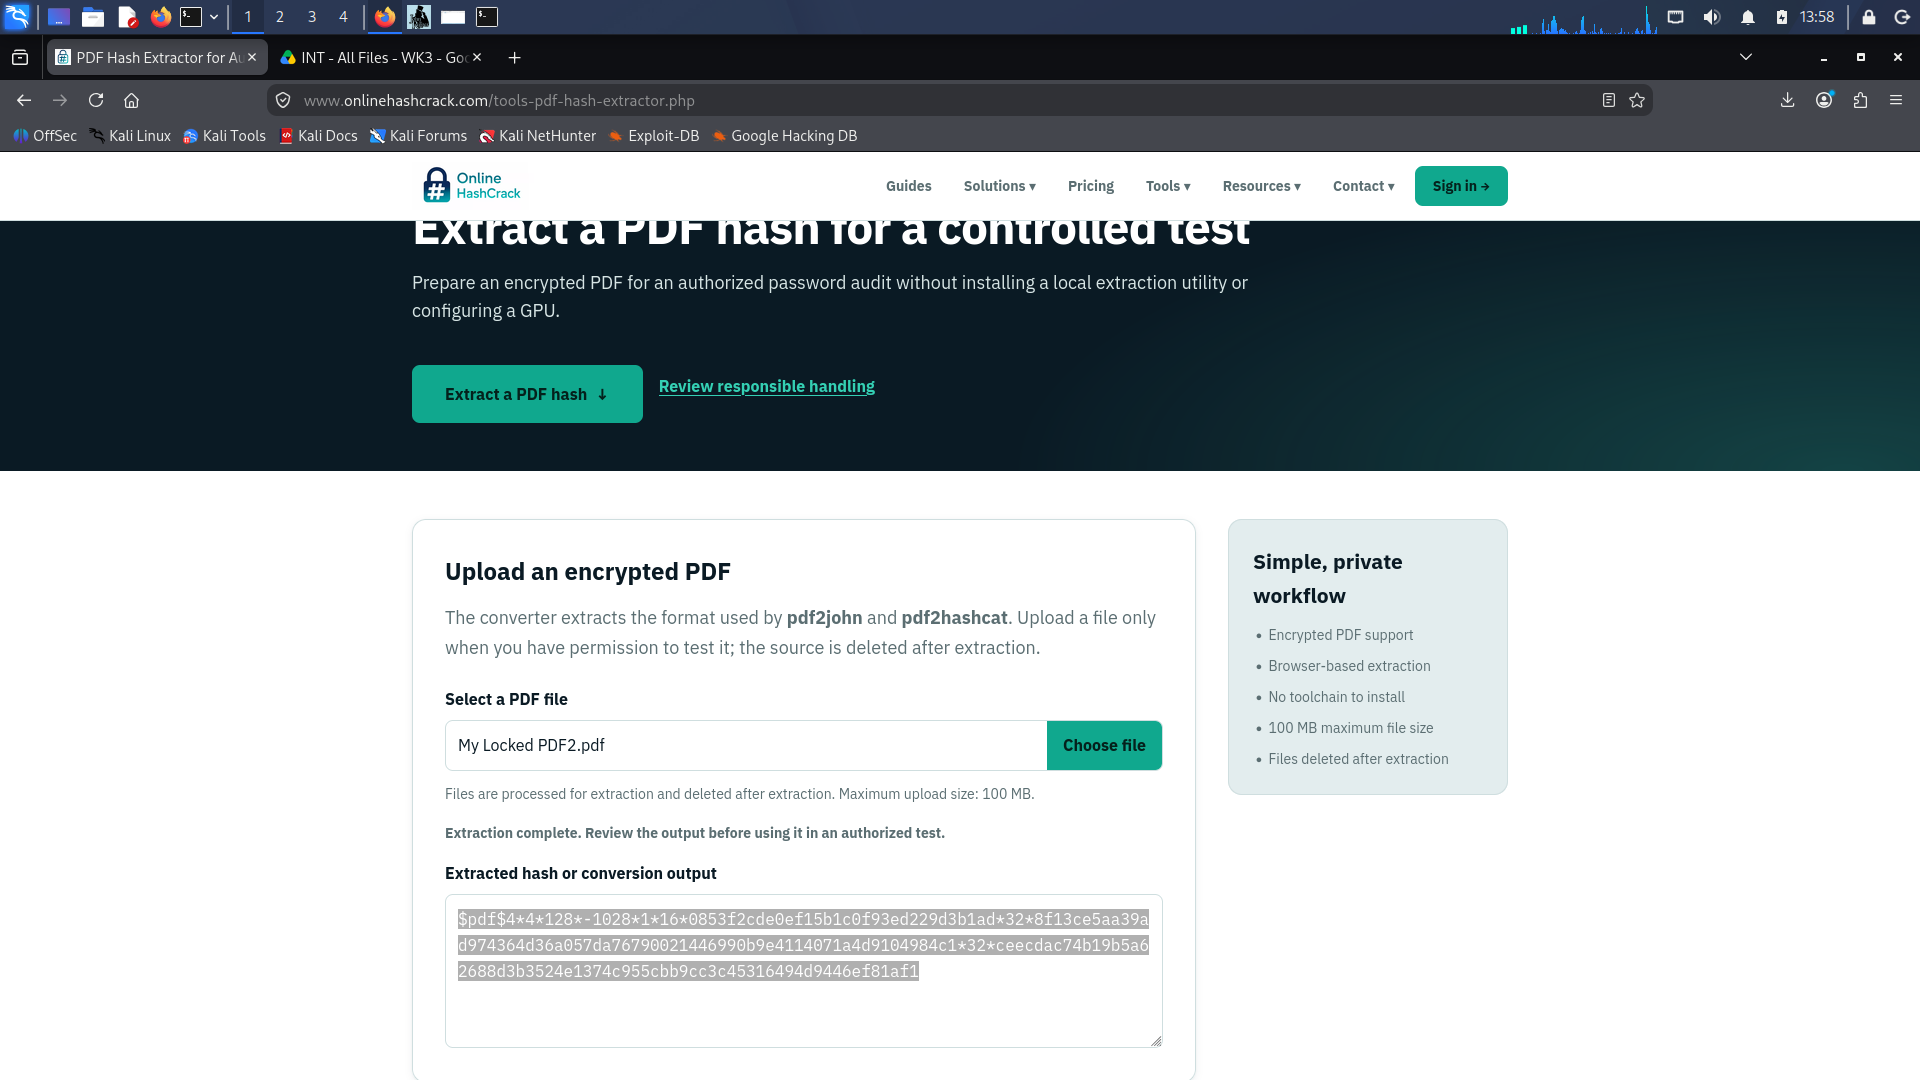 1 2 3 4 13:58
PDF Hash Extractor for Au
INT - All Files - WK3 - Goo
www.onlinehashcrack.com/tools-pdf-hash-extractor.php
OffSec Kali Linux Kali Tools Kali Docs Kali Forums Kali NetHunter Exploit-DB Google Hacking DB
Online
HashCrack
Guides Solutions ▾ Pricing Tools ▾ Resources ▾ Contact ▾ Sign in →
Extract a PDF hash for a controlled test
Prepare an encrypted PDF for an authorized password audit without installing a local extraction utility or
configuring a GPU.
Extract a PDF hash ↓ Review responsible handling
Upload an encrypted PDF
The converter extracts the format used by pdf2john and pdf2hashcat. Upload a file only
when you have permission to test it; the source is deleted after extraction.
Select a PDF file
My Locked PDF2.pdf Choose file
Files are processed for extraction and deleted after extraction. Maximum upload size: 100 MB.
Extraction complete. Review the output before using it in an authorized test.
Extracted hash or conversion output
$pdf$4*4*128*-1028*1*16*0853f2cde0ef15b1c0f93ed229d3b1ad*32*8f13ce5aa39a
d974364d36a057da76790021446990b9e4114071a4d9104984c1*32*ceecdac74b19b5a6
2688d3b3524e1374c955cbb9cc3c45316494d9446ef81af1
Simple, private
workflow
• Encrypted PDF support
• Browser-based extraction
• No toolchain to install
• 100 MB maximum file size
• Files deleted after extraction